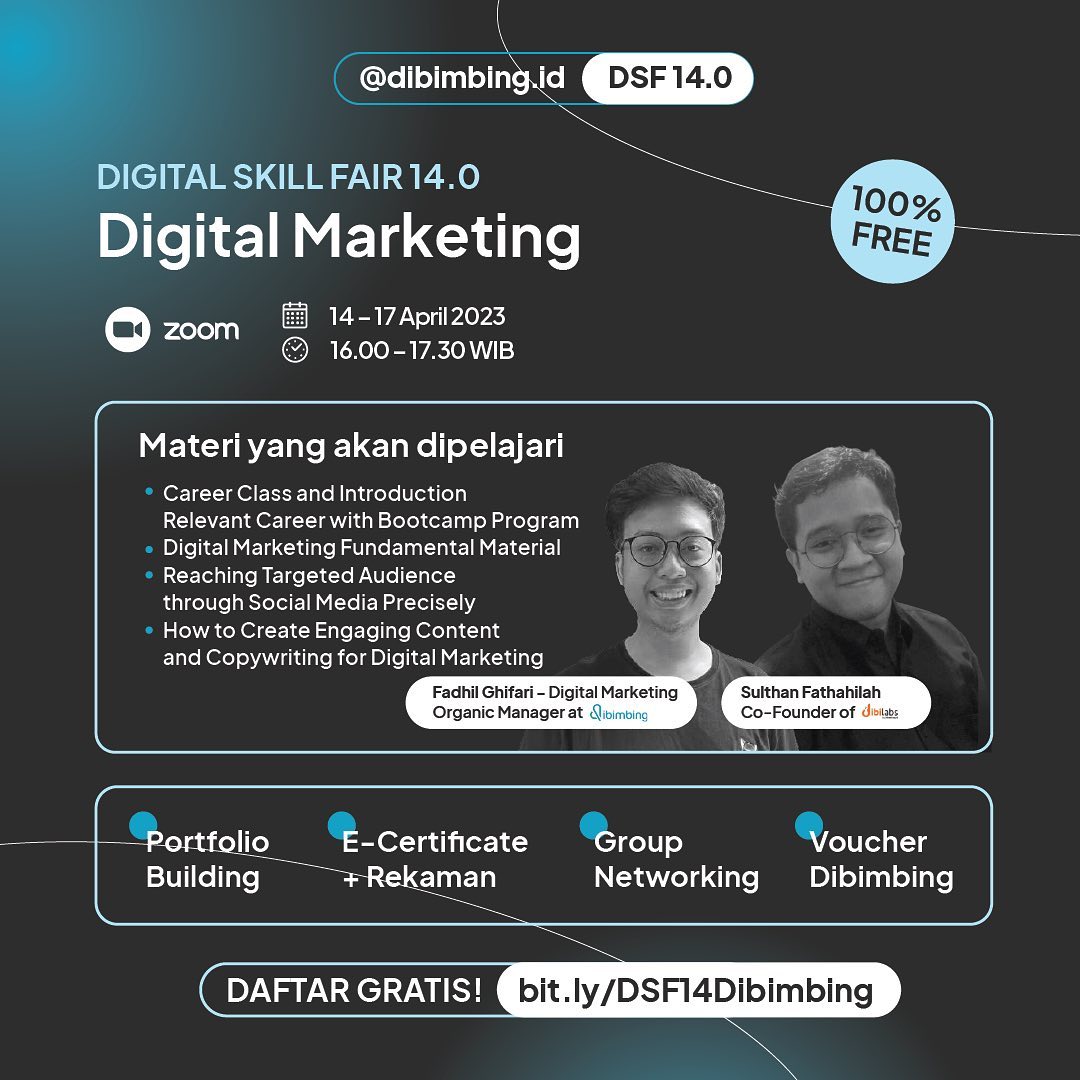 @dibimbing.id DSF 14.0
DIGITAL SKILL FAIR 14.0
Digital Marketing
100%
FREE
zoom
14 – 17 April 2023
16.00 – 17.30 WIB
Materi yang akan dipelajari
• Career Class and Introduction
Relevant Career with Bootcamp Program
• Digital Marketing Fundamental Material
• Reaching Targeted Audience
through Social Media Precisely
• How to Create Engaging Content
and Copywriting for Digital Marketing
Fadhil Ghifari – Digital Marketing
Organic Manager at dibimbing
Sulthan Fathahilah
Co-Founder of dibilabs
Portfolio
Building
E-Certificate
+ Rekaman
Group
Networking
Voucher
Dibimbing
DAFTAR GRATIS! bit.ly/DSF14Dibimbing